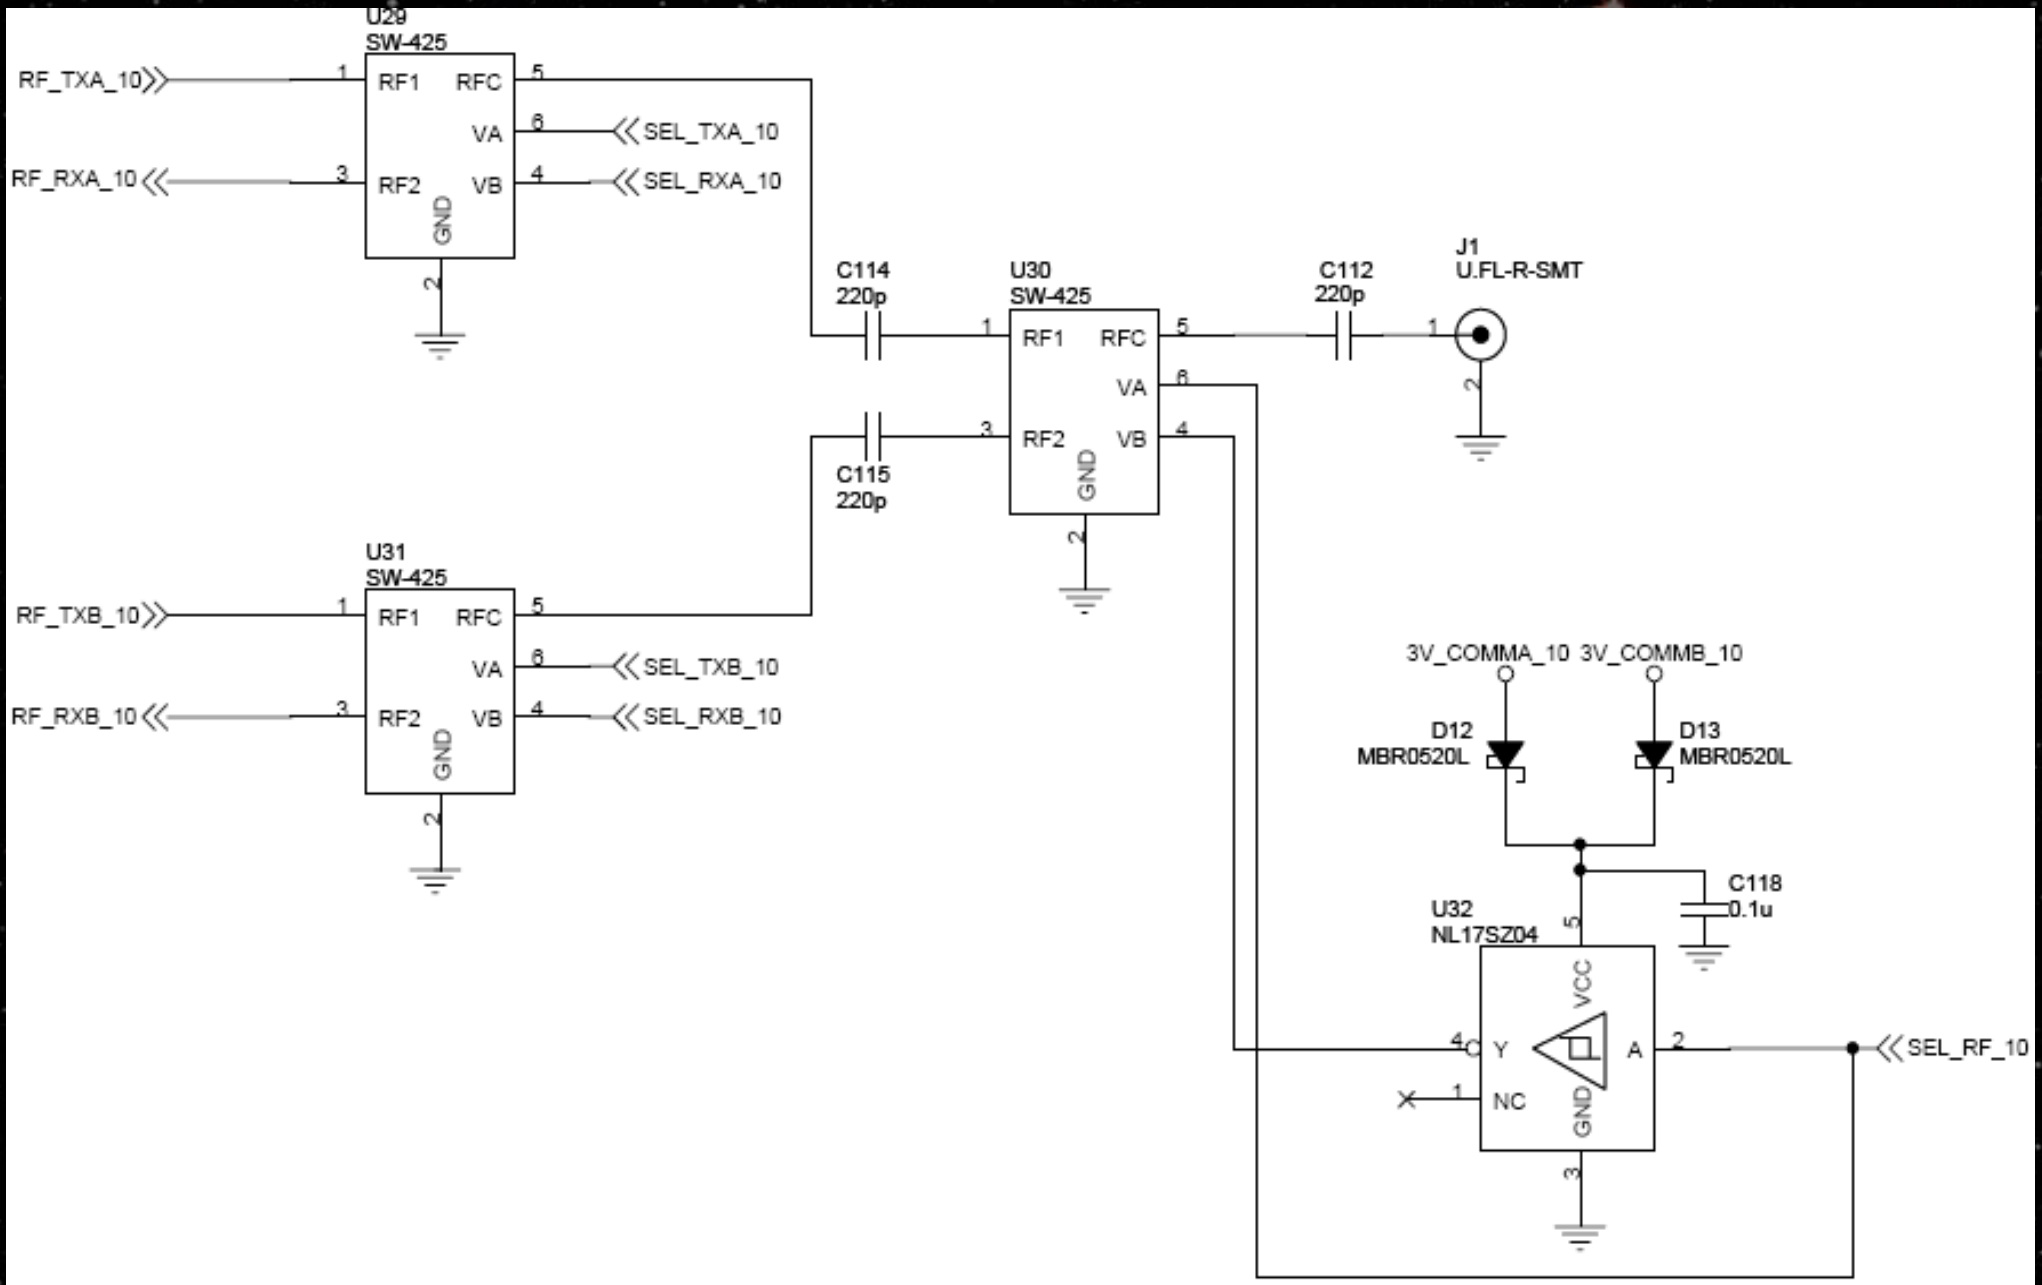 U29
SW-425
RF_TXA_10
1
RF1
RFC
5
VA
6
SEL_TXA_10
RF_RXA_10
3
RF2
VB
4
SEL_RXA_10
GND
2
C114
220p
U30
SW-425
C112
220p
J1
U.FL-R-SMT
1
RF1
RFC
5
1
VA
6
2
3
RF2
VB
4
C115
220p
GND
2
U31
SW-425
RF_TXB_10
1
RF1
RFC
5
VA
6
SEL_TXB_10
RF_RXB_10
3
RF2
VB
4
SEL_RXB_10
GND
2
3V_COMMA_10 3V_COMMB_10
D12
MBR0520L
D13
MBR0520L
C118
0.1u
U32
NL17SZ04
5
VCC
4
Y
A
2
SEL_RF_10
1
NC
GND
3